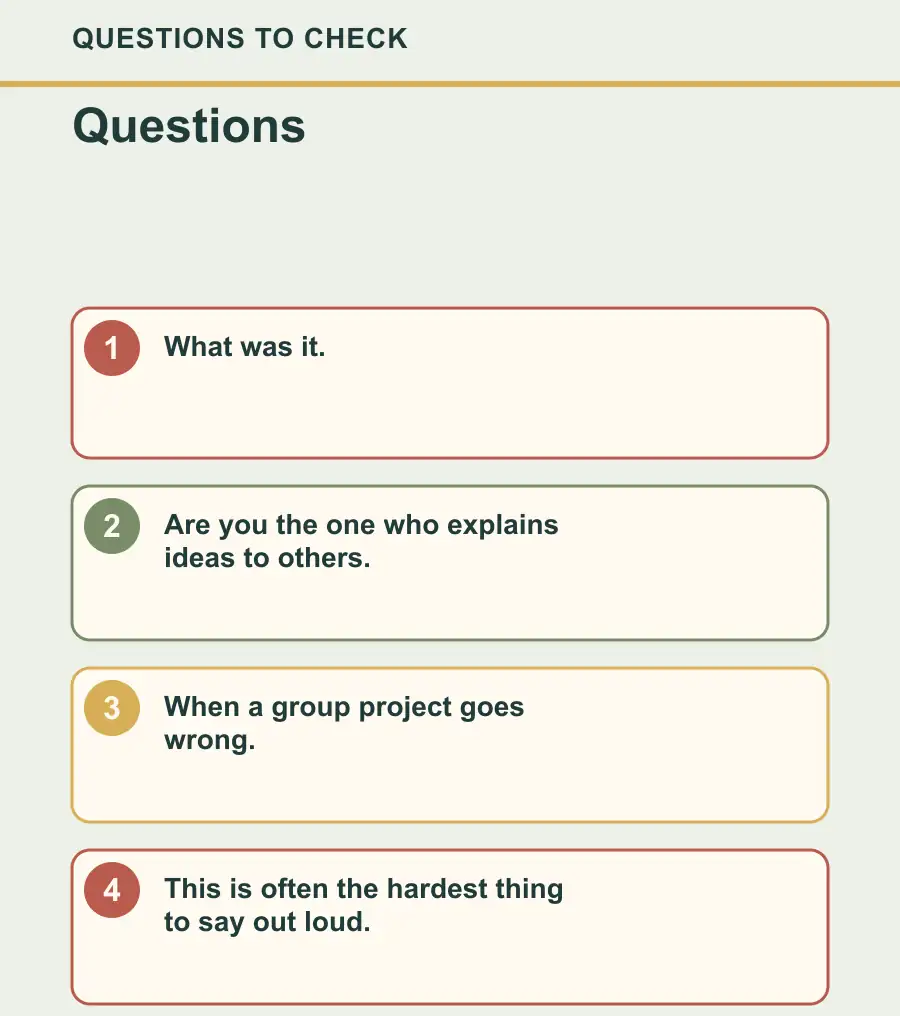 QUESTIONS TO CHECK
Questions
1
What was it.
2
Are you the one who explains
ideas to others.
3
When a group project goes
wrong.
4
This is often the hardest thing
to say out loud.